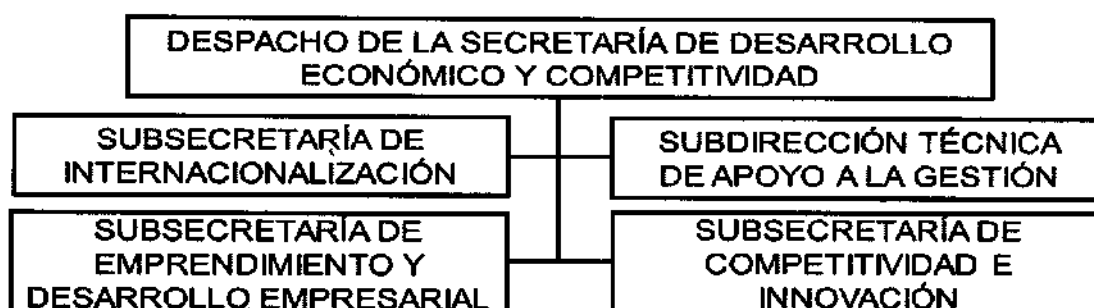 DESPACHO DE LA SECRETARÍA DE DESARROLLO
ECONÓMICO Y COMPETITIVIDAD
SUBSECRETARÍA DE
INTERNACIONALIZACIÓN
SUBDIRECCIÓN TÉCNICA
DE APOYO A LA GESTIÓN
SUBSECRETARÍA DE
EMPRENDIMIENTO Y
DESARROLLO EMPRESARIAL
SUBSECRETARÍA DE
COMPETITIVIDAD E
INNOVACIÓN